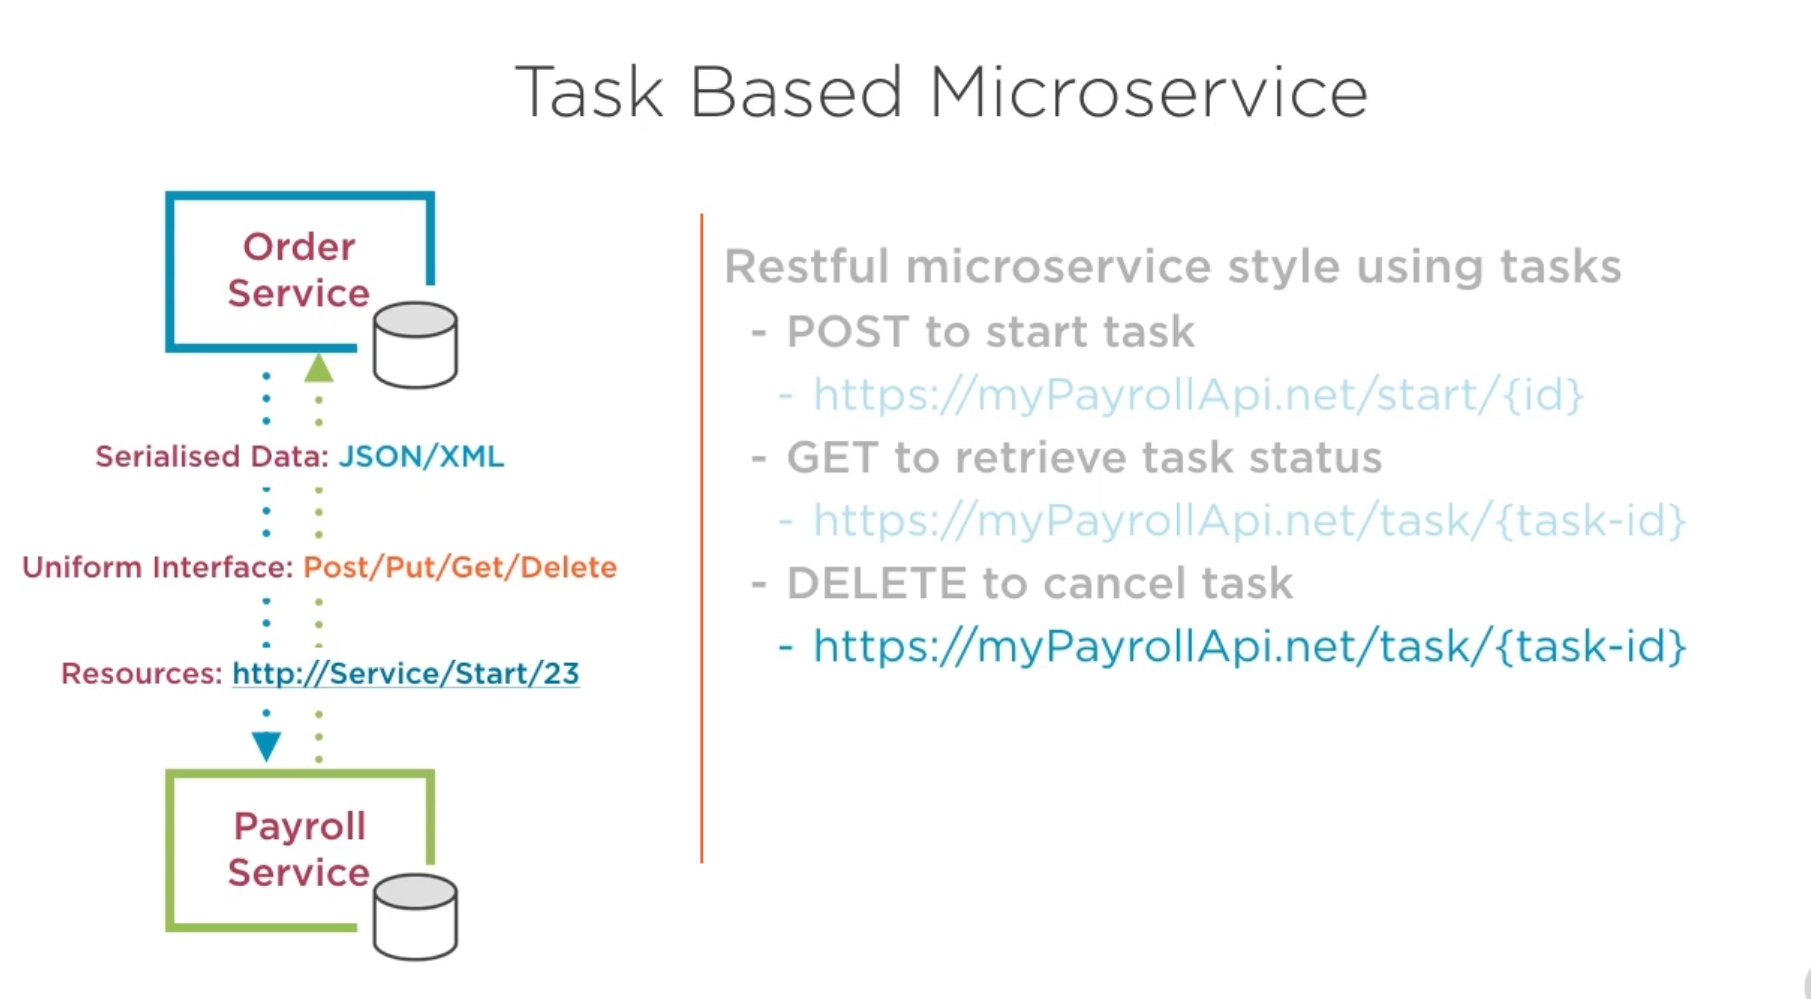 Task Based Microservice
Order
Service
Serialised Data: JSON/XML
Uniform Interface: Post/Put/Get/Delete
Resources: http://Service/Start/23
Payroll
Service
Restful microservice style using tasks
- POST to start task
- https://myPayrollApi.net/start/{id}
- GET to retrieve task status
- https://myPayrollApi.net/task/{task-id}
- DELETE to cancel task
- https://myPayrollApi.net/task/{task-id}